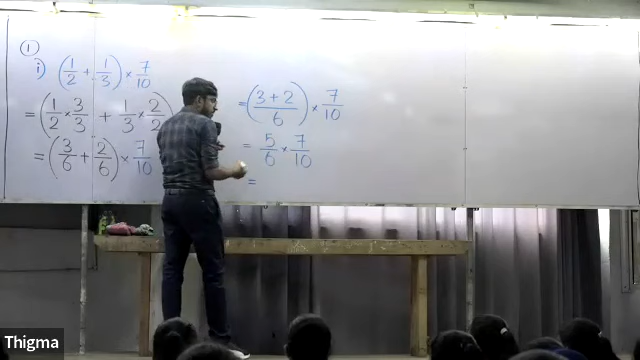 ①
i) (1/2 + 1/3) × 7/10
= (1/2 × 3/3 + 1/3 × 2/2)
= (3/6 + 2/6) × 7/10
= (3+2/6) × 7/10
= 5/6 × 7/10
=
Thigma